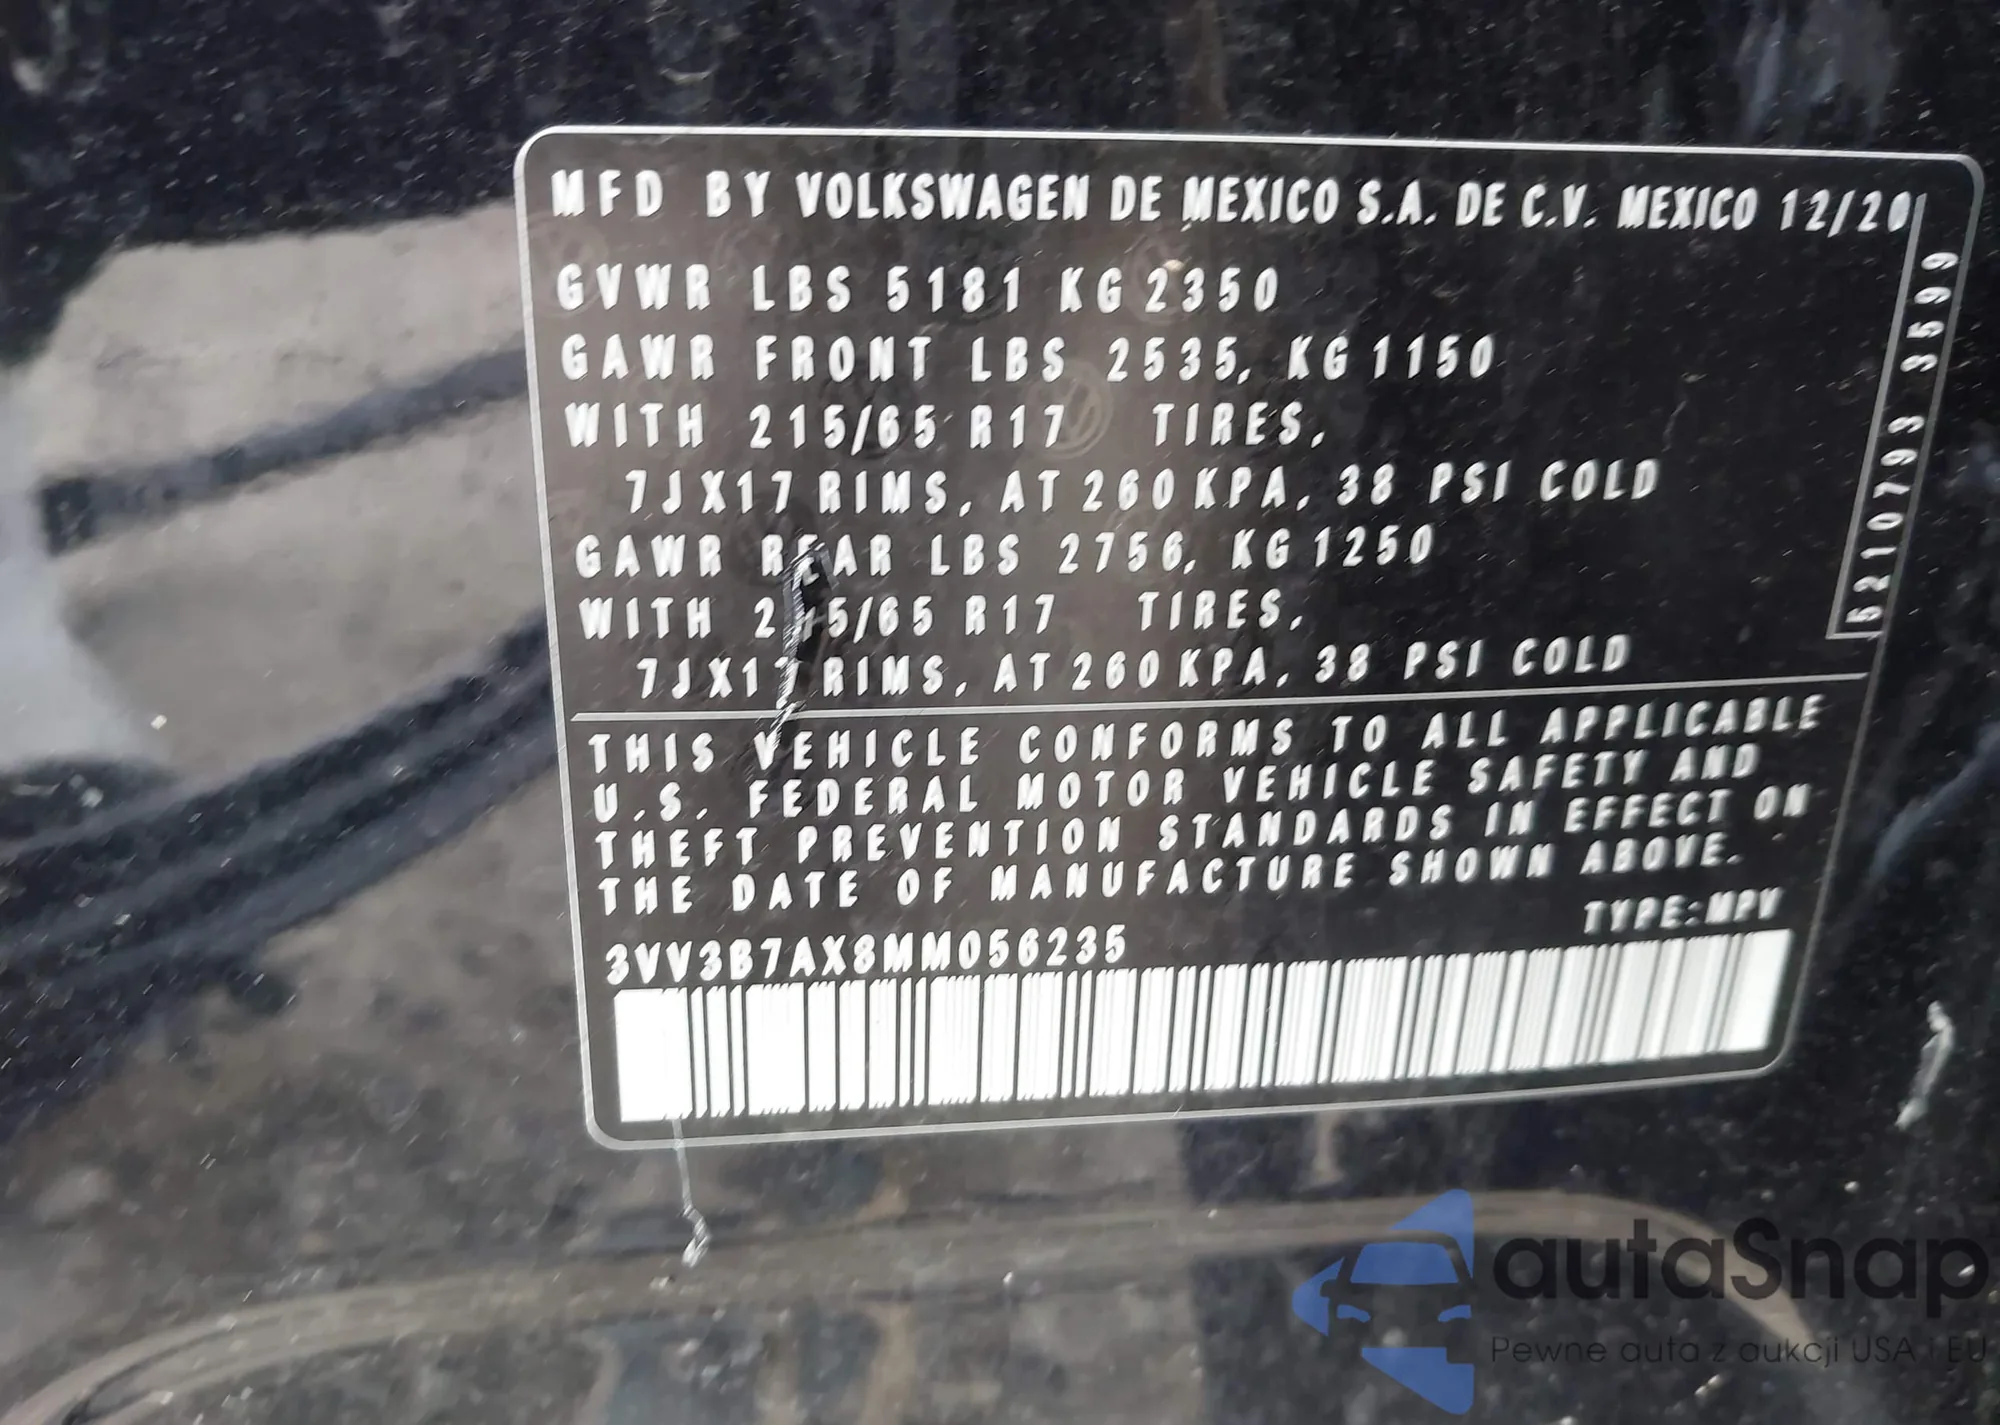 MFD BY VOLKSWAGEN DE MEXICO S.A. DE C.V. MEXICO 12/20
GVWR LBS 5181 KG 2350
GAWR FRONT LBS 2535, KG 1150
WITH 215/65 R17 TIRES,
7JX17 RIMS, AT 260 KPA, 38 PSI COLD
GAWR REAR LBS 2756, KG 1250
WITH 215/65 R17 TIRES,
7JX17 RIMS, AT 260 KPA, 38 PSI COLD
5210793 3599
THIS VEHICLE CONFORMS TO ALL APPLICABLE
U.S. FEDERAL MOTOR VEHICLE SAFETY AND
THEFT PREVENTION STANDARDS IN EFFECT ON
THE DATE OF MANUFACTURE SHOWN ABOVE.
TYPE:MPV
3VV3B7AX8MM056235
autaSnap
Pewne auta z aukcji USA i EU